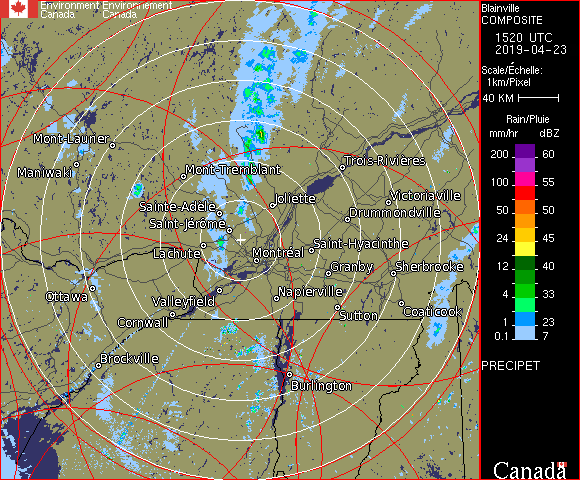 Environment Environnement
Canada Canada
Blainville
COMPOSITE
1520 UTC
2019-04-23
Scale/Échelle:
1km/Pixel
40 KM
Rain/Pluie
mm/hr dBZ
200 60
100 55
50 50
24 45
12 40
4 33
1 23
0.1 7
PRECIPET
Canada
Mont-Laurier
Maniwaki
Mont-Tremblant
Trois-Rivières
Sainte-Adèle
Joliette
Victoriaville
Drummondville
Saint-Jérôme
Lachute
Montréal
Saint-Hyacinthe
Granby
Sherbrooke
Ottawa
Valleyfield
Napierville
Cornwall
Sutton
Coaticook
Brockville
Burlington